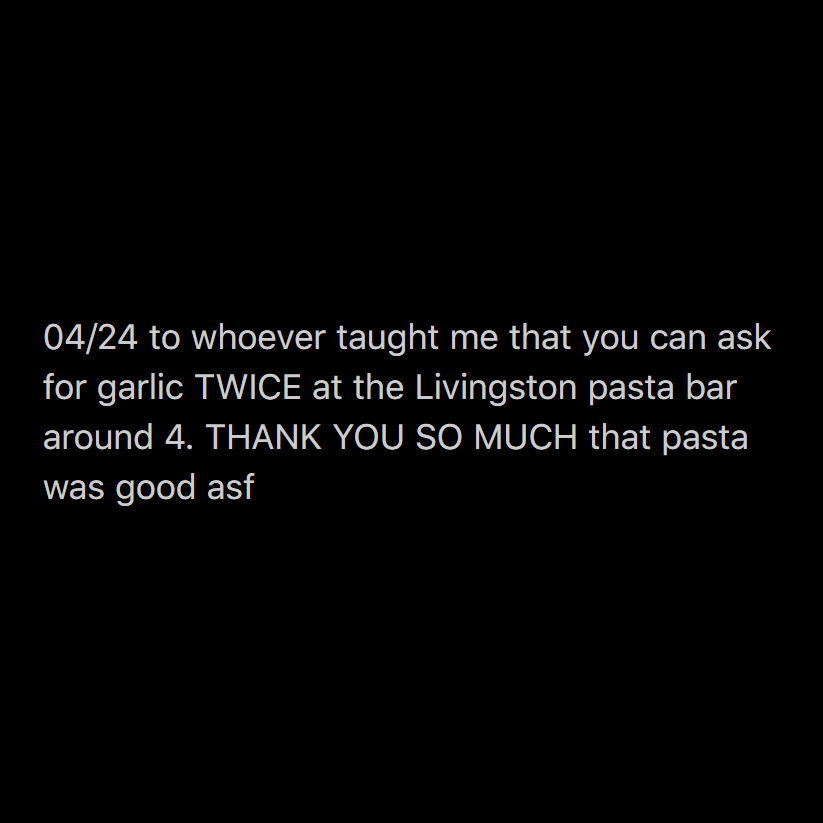 04/24 to whoever taught me that you can ask
for garlic TWICE at the Livingston pasta bar
around 4. THANK YOU SO MUCH that pasta
was good asf